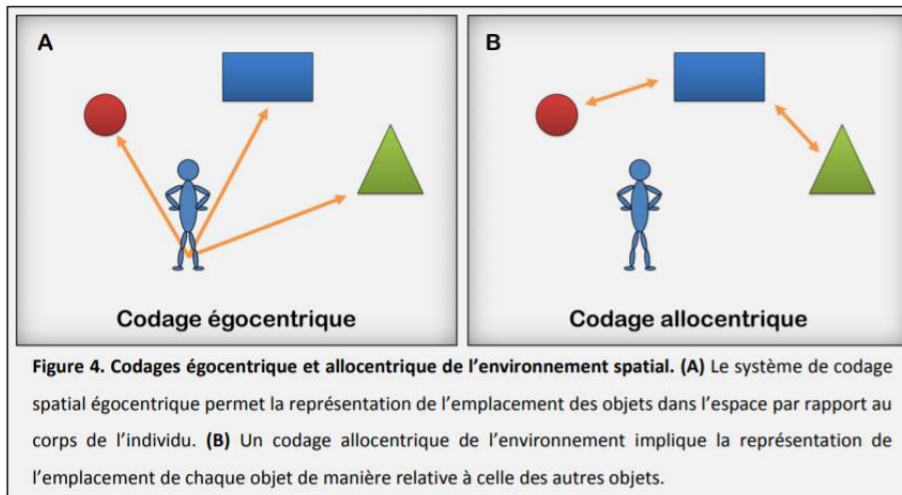 A
B
Codage égocentrique
Codage allocentrique
Figure 4. Codages égocentrique et allocentrique de l'environnement spatial. (A) Le système de codage
spatial égocentrique permet la représentation de l'emplacement des objets dans l'espace par rapport au
corps de l'individu. (B) Un codage allocentrique de l'environnement implique la représentation de
l'emplacement de chaque objet de manière relative à celle des autres objets.